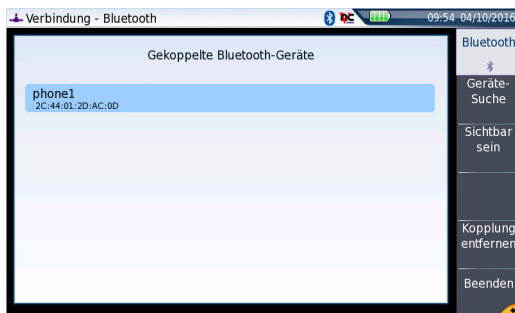 Verbindung - Bluetooth
09:54 04/10/2016
Gekoppelte Bluetooth-Geräte
phone1
2C:44:01:2D:AC:0D
Bluetooth
Geräte-
Suche
Sichtbar
sein
Kopplung
entfernen
Beenden